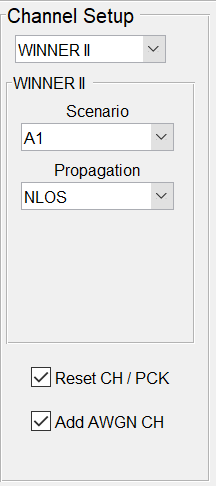 Channel Setup
WINNER II
WINNER II
Scenario
A1
Propagation
NLOS
Reset CH / PCK
Add AWGN CH